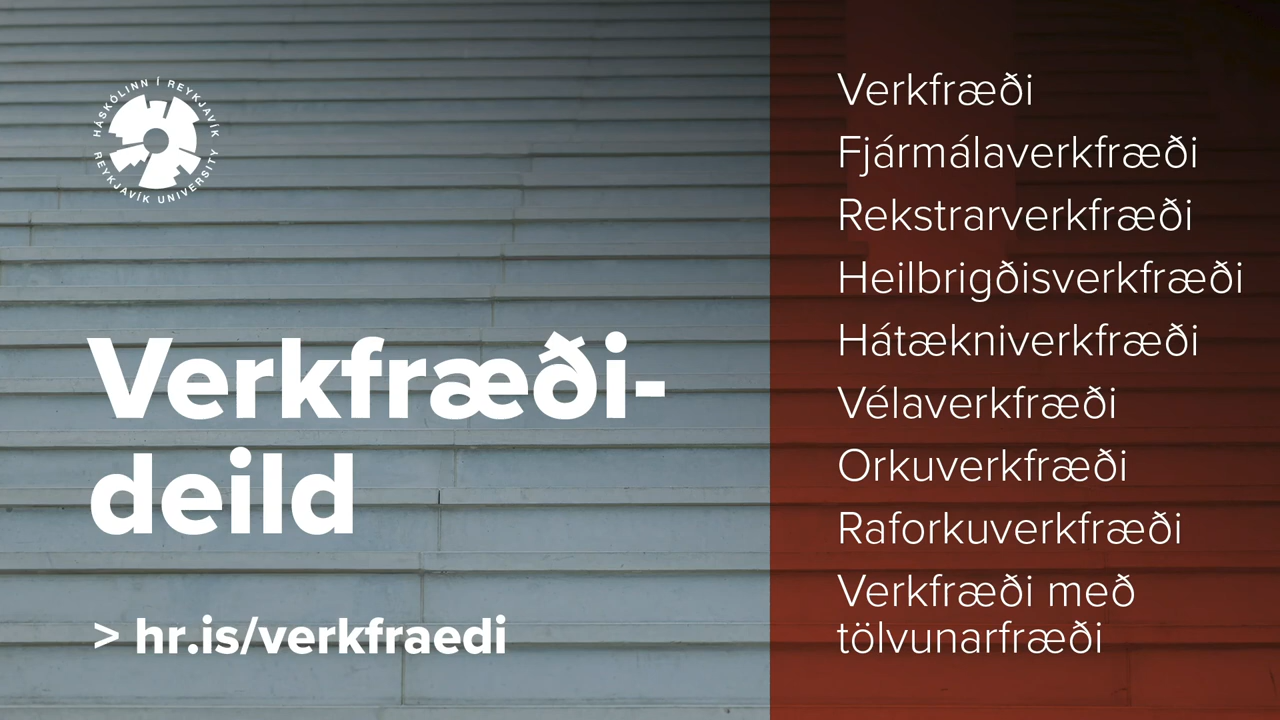 HÁSKÓLINN Í REYKJAVÍK
REYKJAVÍK UNIVERSITY
Verkfræði-
deild
> hr.is/verkfraedi
Verkfræði
Fjármálaverkfræði
Rekstrarverkfræði
Heilbrigðisverkfræði
Hátækniverkfræði
Vélaverkfræði
Orkuverkfræði
Raforkuverkfræði
Verkfræði með
tölvunarfræði